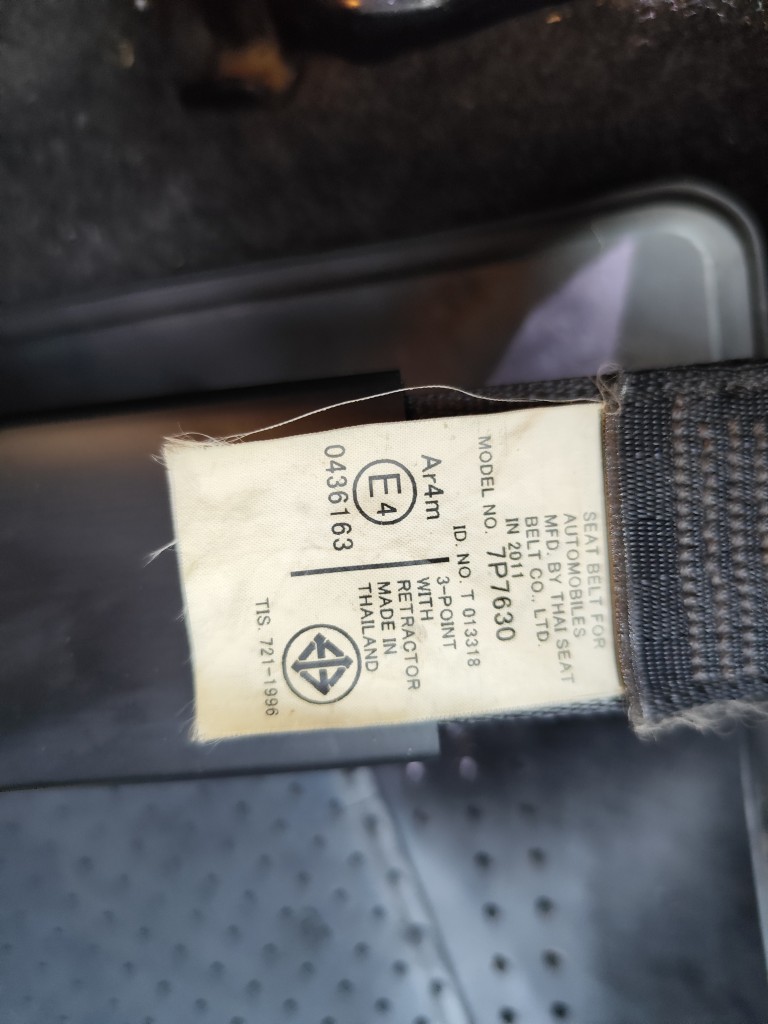 SEAT BELT FOR
AUTOMOBILES
MFD. BY THAI SEAT
BELT CO., LTD.
IN 2011
MODEL NO. 7P7630
ID. NO. T 013318
Ar4m
E4
0436163
3-POINT
WITH
RETRACTOR
MADE IN
THAILAND
TIS. 721-1996